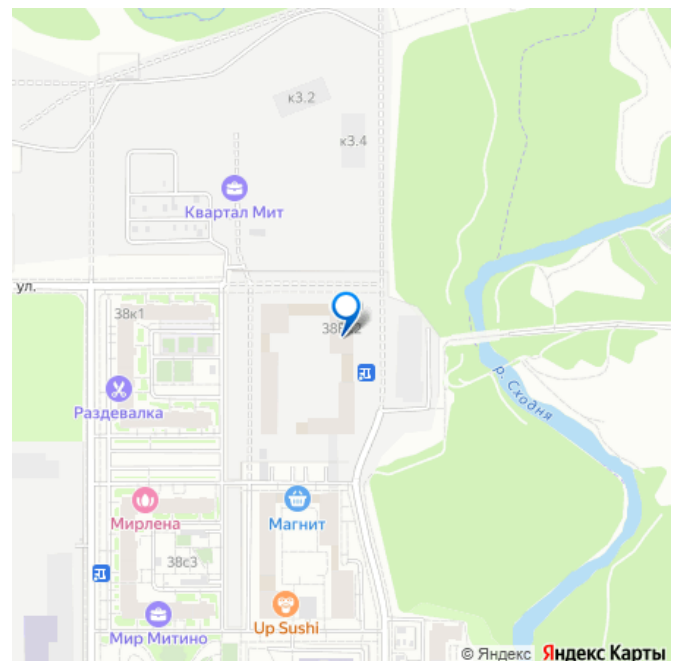 к3.2
к3.4
Квартал Мит
ул.
38к1
Раздевалка
р. Сходня
Мирлена
Магнит
38с3
Up Sushi
Мир Митино
© Яндекс Яндекс Карты